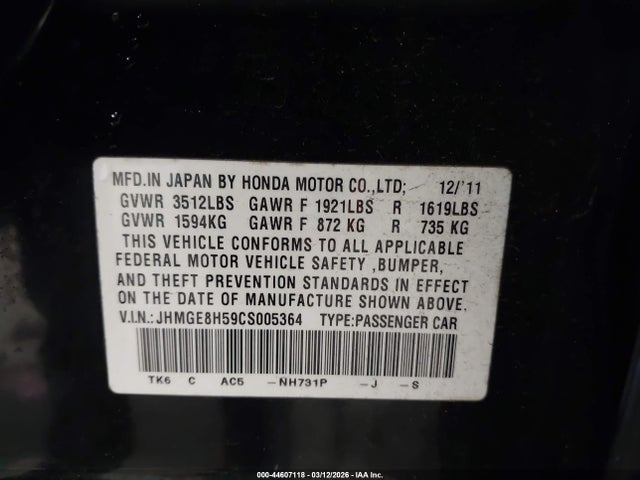 MFD.IN JAPAN BY HONDA MOTOR CO.,LTD; 12/'11
GVWR 3512LBS GAWR F 1921LBS R 1619LBS
GVWR 1594KG GAWR F 872 KG R 735 KG
THIS VEHICLE CONFORMS TO ALL APPLICABLE
FEDERAL MOTOR VEHICLE SAFETY ,BUMPER,
AND THEFT PREVENTION STANDARDS IN EFFECT
ON THE DATE OF MANUFACTURE SHOWN ABOVE.
V.I.N.: JHMGE8H59CS005364 TYPE:PASSENGER CAR
TK6 C AC5 -NH731P -J -S
000-44607118 - 03/12/2026 - IAA Inc.